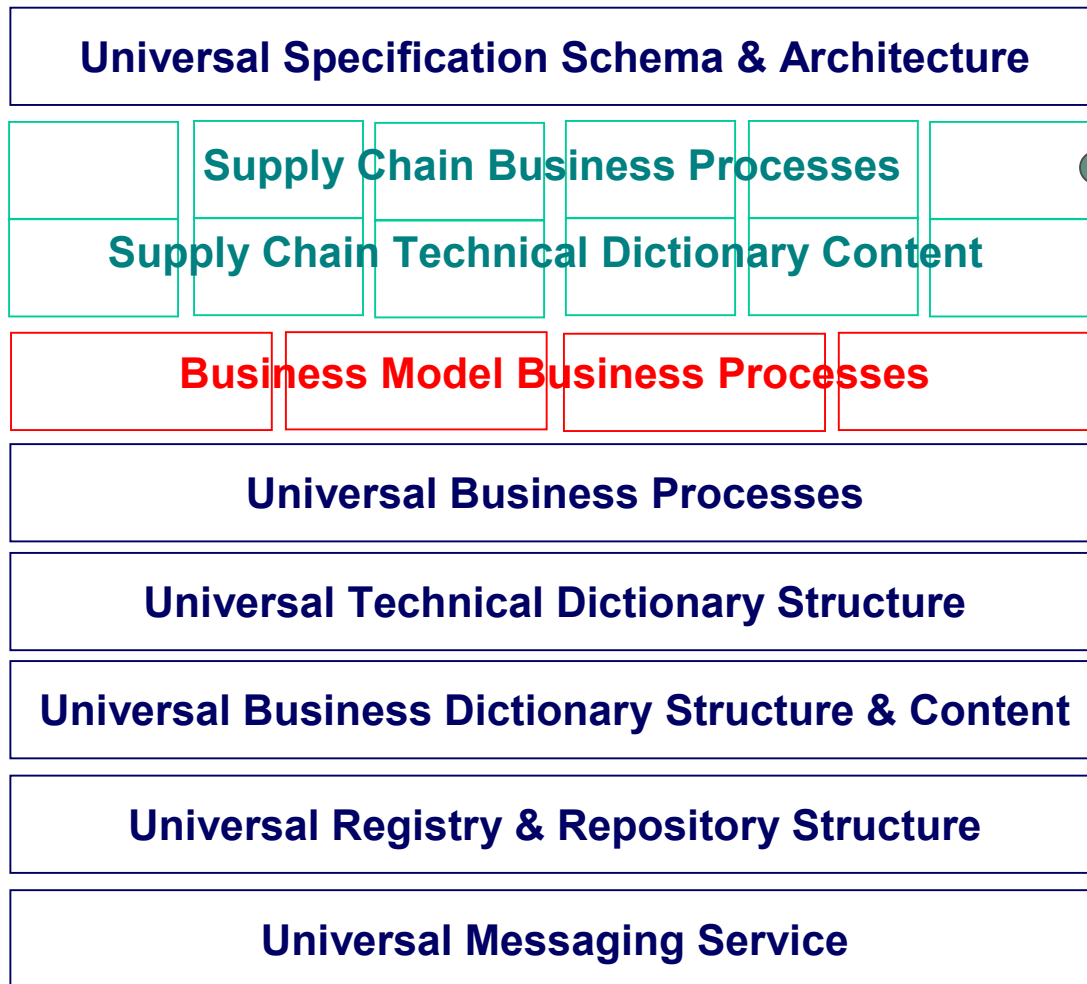 Universal Specification Schema & Architecture
Supply Chain Business Processes
Supply Chain Technical Dictionary Content
Business Model Business Processes
Universal Business Processes
Universal Technical Dictionary Structure
Universal Business Dictionary Structure & Content
Universal Registry & Repository Structure
Universal Messaging Service